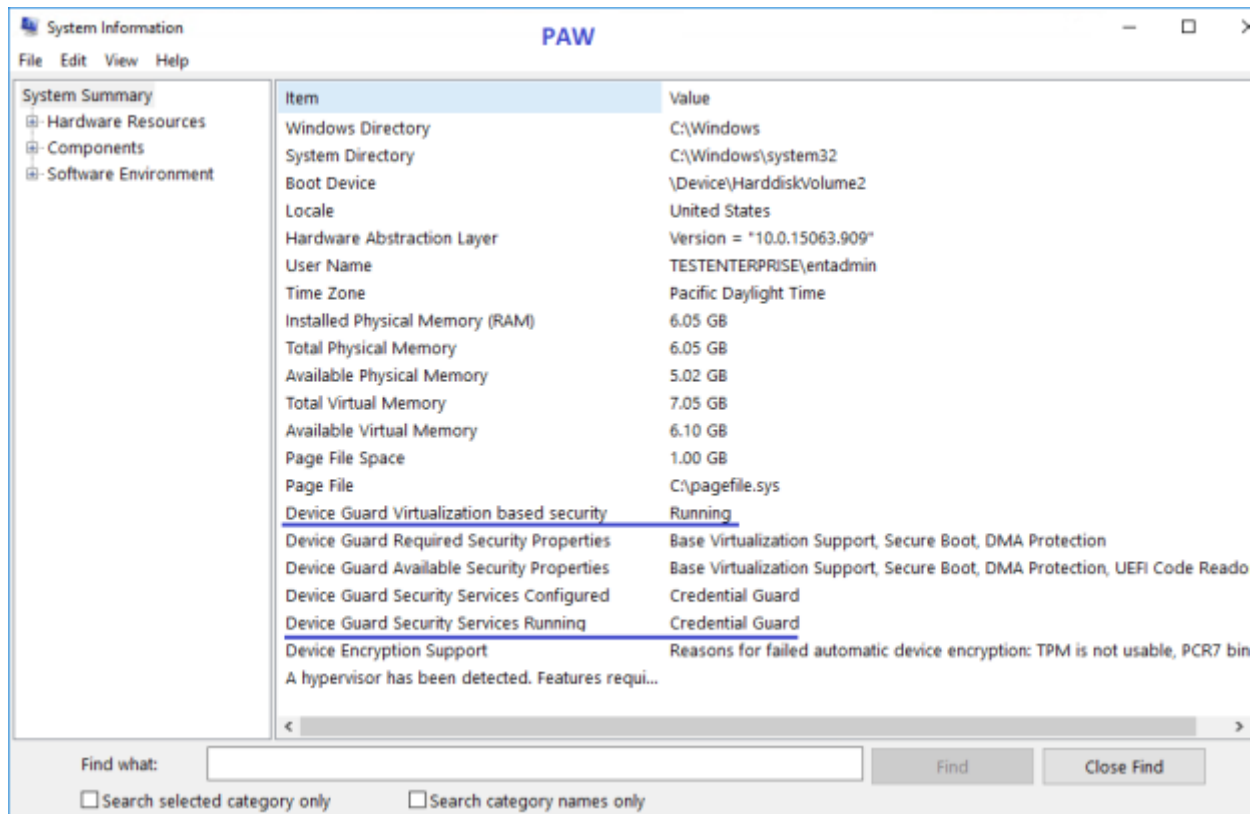 System Information
PAW
File Edit View Help
System Summary
Hardware Resources
Components
Software Environment
Item Value
Windows Directory C:\Windows
System Directory C:\Windows\system32
Boot Device \Device\HarddiskVolume2
Locale United States
Hardware Abstraction Layer Version = "10.0.15063.909"
User Name TESTENTERPRISE\entadmin
Time Zone Pacific Daylight Time
Installed Physical Memory (RAM) 6.05 GB
Total Physical Memory 6.05 GB
Available Physical Memory 5.02 GB
Total Virtual Memory 7.05 GB
Available Virtual Memory 6.10 GB
Page File Space 1.00 GB
Page File C:\pagefile.sys
Device Guard Virtualization based security Running
Device Guard Required Security Properties Base Virtualization Support, Secure Boot, DMA Protection
Device Guard Available Security Properties Base Virtualization Support, Secure Boot, DMA Protection, UEFI Code Reado
Device Guard Security Services Configured Credential Guard
Device Guard Security Services Running Credential Guard
Device Encryption Support Reasons for failed automatic device encryption: TPM is not usable, PCR7 bin
A hypervisor has been detected. Features requi...
Find what:
Find
Close Find
Search selected category only
Search category names only